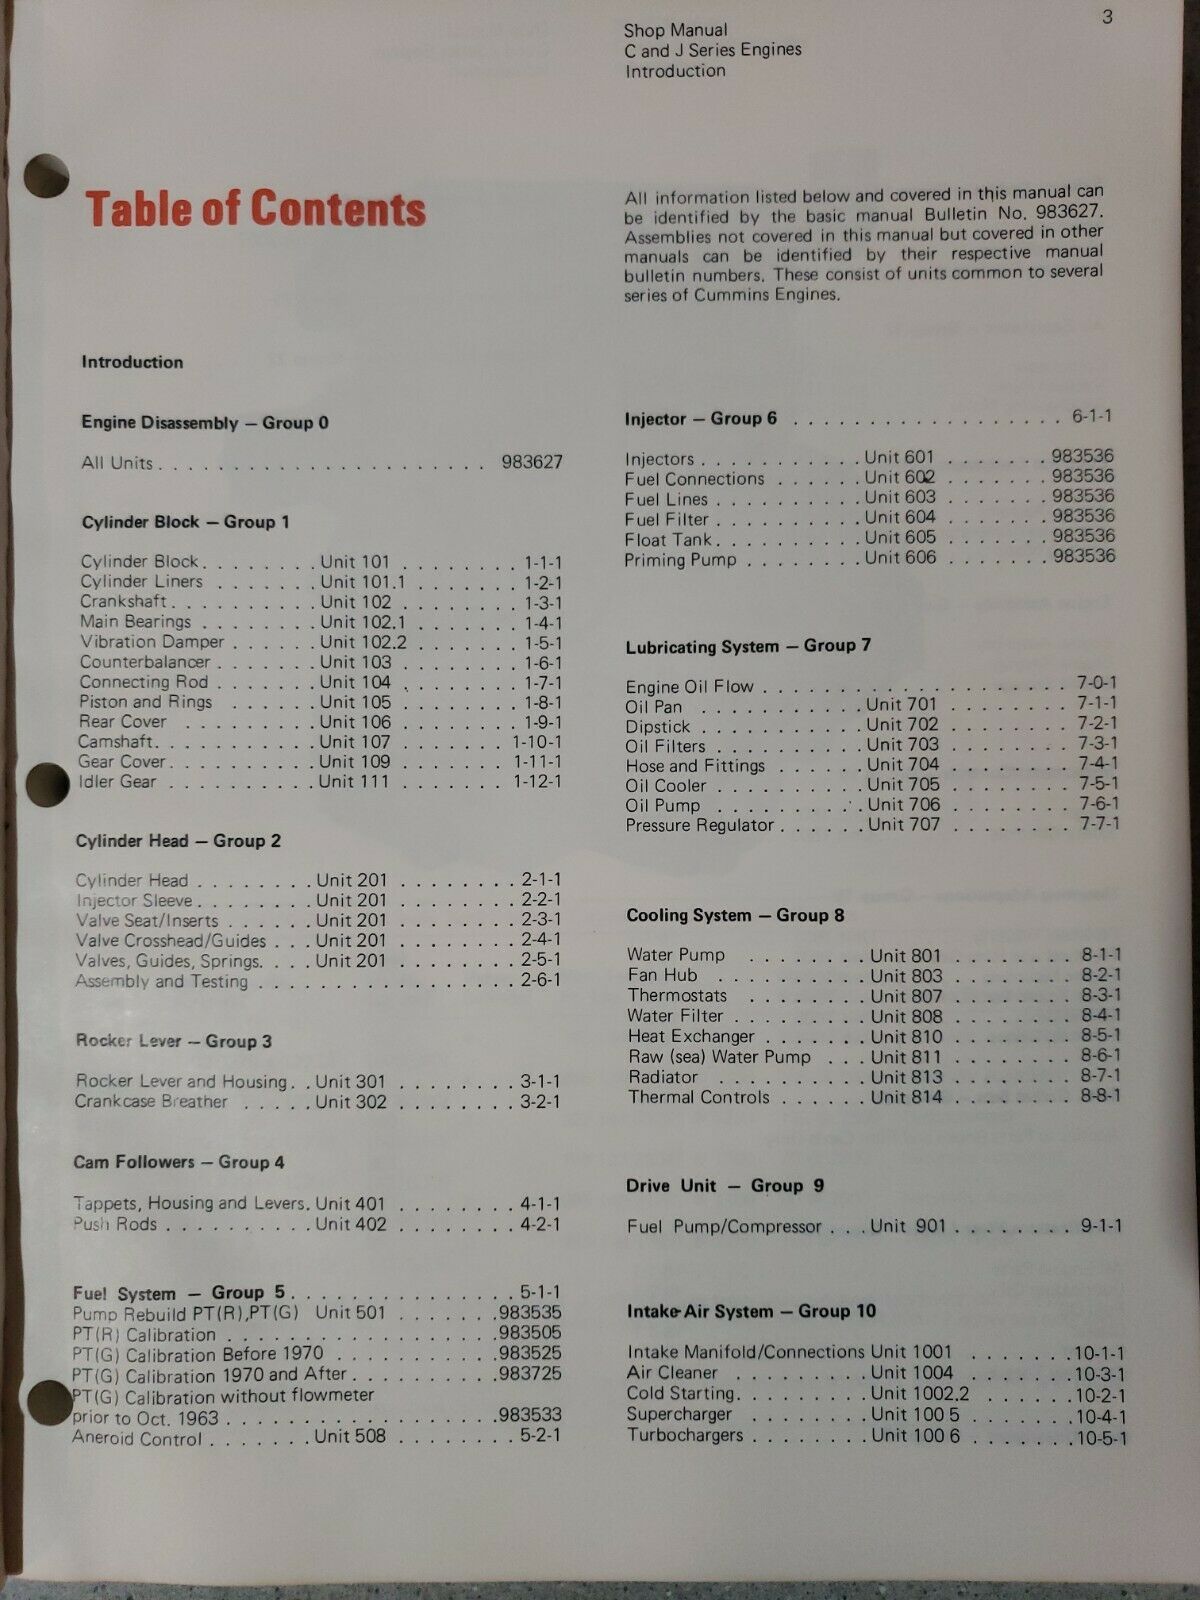 3
Shop Manual
C and J Series Engines
Introduction
Table of Contents
All information listed below and covered in this manual can
be identified by the basic manual Bulletin No. 983627.
Assemblies not covered in this manual but covered in other
manuals can be identified by their respective manual
bulletin numbers. These consist of units common to several
series of Cummins Engines.
Introduction
Engine Disassembly – Group 0
All Units . . . . . . . . . . . . . . . . . . . . . . 983627
Cylinder Block – Group 1
Cylinder Block. . . . . . . . Unit 101 . . . . . . . . 1-1-1
Cylinder Liners . . . . . . Unit 101.1 . . . . . . . 1-2-1
Crankshaft . . . . . . . . . . Unit 102 . . . . . . . . 1-3-1
Main Bearings . . . . . . . Unit 102.1 . . . . . . . 1-4-1
Vibration Damper . . . . . Unit 102.2 . . . . . . . 1-5-1
Counterbalancer . . . . . . Unit 103 . . . . . . . . 1-6-1
Connecting Rod . . . . . . Unit 104 . . . . . . . . 1-7-1
Piston and Rings . . . . . Unit 105 . . . . . . . . 1-8-1
Rear Cover . . . . . . . . Unit 106 . . . . . . . . 1-9-1
Camshaft. . . . . . . . . . . Unit 107 . . . . . . . 1-10-1
Gear Cover . . . . . . . . . . Unit 109 . . . . . . . 1-11-1
Idler Gear . . . . . . . . . Unit 111 . . . . . . . 1-12-1
Cylinder Head – Group 2
Cylinder Head . . . . . . . . Unit 201 . . . . . . . . 2-1-1
Injector Sleeve . . . . . . . . Unit 201 . . . . . . . . 2-2-1
Valve Seat/Inserts . . . . . . Unit 201 . . . . . . . . 2-3-1
Valve Crosshead/Guides . . . Unit 201 . . . . . . . . 2-4-1
Valves, Guides, Springs. . . . Unit 201 . . . . . . . . 2-5-1
Assembly and Testing . . . . . . . . . . . . . . . . . 2-6-1
Rocker Lever – Group 3
Rocker Lever and Housing. . Unit 301 . . . . . . . . 3-1-1
Crankcase Breather . . . . . Unit 302 . . . . . . . . 3-2-1
Cam Followers – Group 4
Tappets, Housing and Levers. Unit 401 . . . . . . . . 4-1-1
Push Rods . . . . . . . . . . Unit 402 . . . . . . . . 4-2-1
Fuel System – Group 5 . . . . . . . . . . . . . . . 5-1-1
Pump Rebuild PT(R),PT(G) Unit 501 . . . . . . . 983535
PT(R) Calibration . . . . . . . . . . . . . . . . . . 983505
PT(G) Calibration Before 1970 . . . . . . . . . . . 983525
PT(G) Calibration 1970 and After . . . . . . . . . . 983725
PT(G) Calibration without flowmeter
prior to Oct. 1963 . . . . . . . . . . . . . . . . . . 983533
Aneroid Control . . . . . . . Unit 508 . . . . . . . . 5-2-1
Injector – Group 6 . . . . . . . . . . . . . . . . . . 6-1-1
Injectors . . . . . . . . . . . Unit 601 . . . . . . . 983536
Fuel Connections . . . . . . Unit 602 . . . . . . . 983536
Fuel Lines . . . . . . . . . . Unit 603 . . . . . . . 983536
Fuel Filter . . . . . . . . . . Unit 604 . . . . . . . 983536
Float Tank . . . . . . . . . . Unit 605 . . . . . . . 983536
Priming Pump . . . . . . . . Unit 606 . . . . . . . 983536
Lubricating System – Group 7
Engine Oil Flow . . . . . . . . . . . . . . . . . . . . . 7-0-1
Oil Pan . . . . . . . . . . . Unit 701 . . . . . . . . 7-1-1
Dipstick . . . . . . . . . . . Unit 702 . . . . . . . . 7-2-1
Oil Filters . . . . . . . . . . Unit 703 . . . . . . . . 7-3-1
Hose and Fittings . . . . . . Unit 704 . . . . . . . . 7-4-1
Oil Cooler . . . . . . . . . . Unit 705 . . . . . . . . 7-5-1
Oil Pump . . . . . . . . . . Unit 706 . . . . . . . . 7-6-1
Pressure Regulator . . . . . . Unit 707 . . . . . . . . 7-7-1
Cooling System – Group 8
Water Pump . . . . . . . . Unit 801 . . . . . . . . 8-1-1
Fan Hub . . . . . . . . . . Unit 803 . . . . . . . . 8-2-1
Thermostats . . . . . . . . Unit 807 . . . . . . . . 8-3-1
Water Filter . . . . . . . . . Unit 808 . . . . . . . . 8-4-1
Heat Exchanger . . . . . . . Unit 810 . . . . . . . . 8-5-1
Raw (sea) Water Pump . . . Unit 811 . . . . . . . . 8-6-1
Radiator . . . . . . . . . . Unit 813 . . . . . . . . 8-7-1
Thermal Controls . . . . . . Unit 814 . . . . . . . . 8-8-1
Drive Unit – Group 9
Fuel Pump/Compressor . . . Unit 901 . . . . . . . . 9-1-1
Intake-Air System – Group 10
Intake Manifold/Connections Unit 1001 . . . . . . . 10-1-1
Air Cleaner . . . . . . . . . Unit 1004 . . . . . . . . 10-3-1
Cold Starting. . . . . . . . . Unit 1002.2 . . . . . . 10-2-1
Supercharger . . . . . . . . Unit 100 5 . . . . . . . . 10-4-1
Turbochargers . . . . . . . . Unit 100 6 . . . . . . . 10-5-1